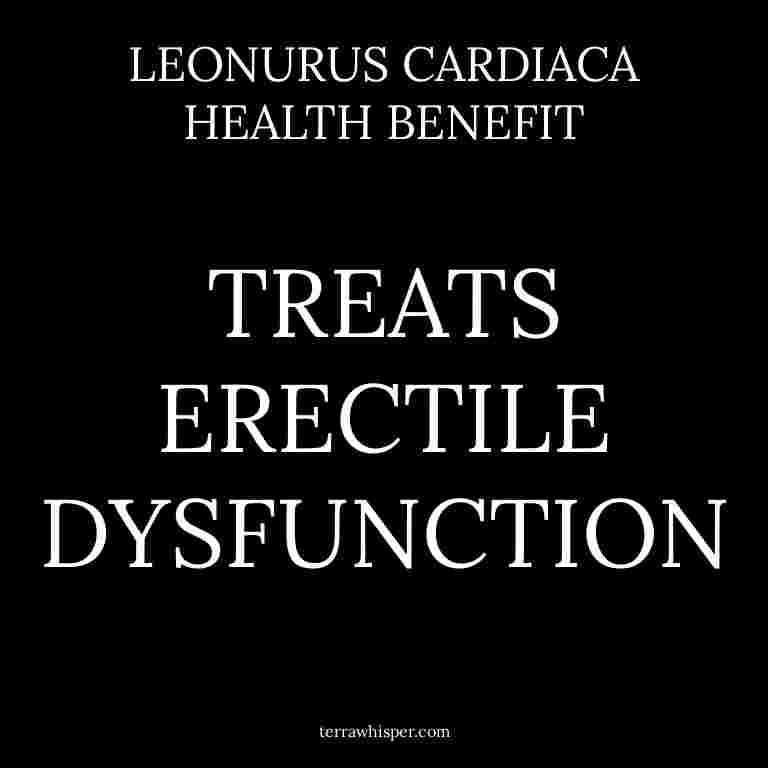 LEONURUS CARDIACA
HEALTH BENEFIT
TREATS
ERECTILE
DYSFUNCTION
terrawhisper.com